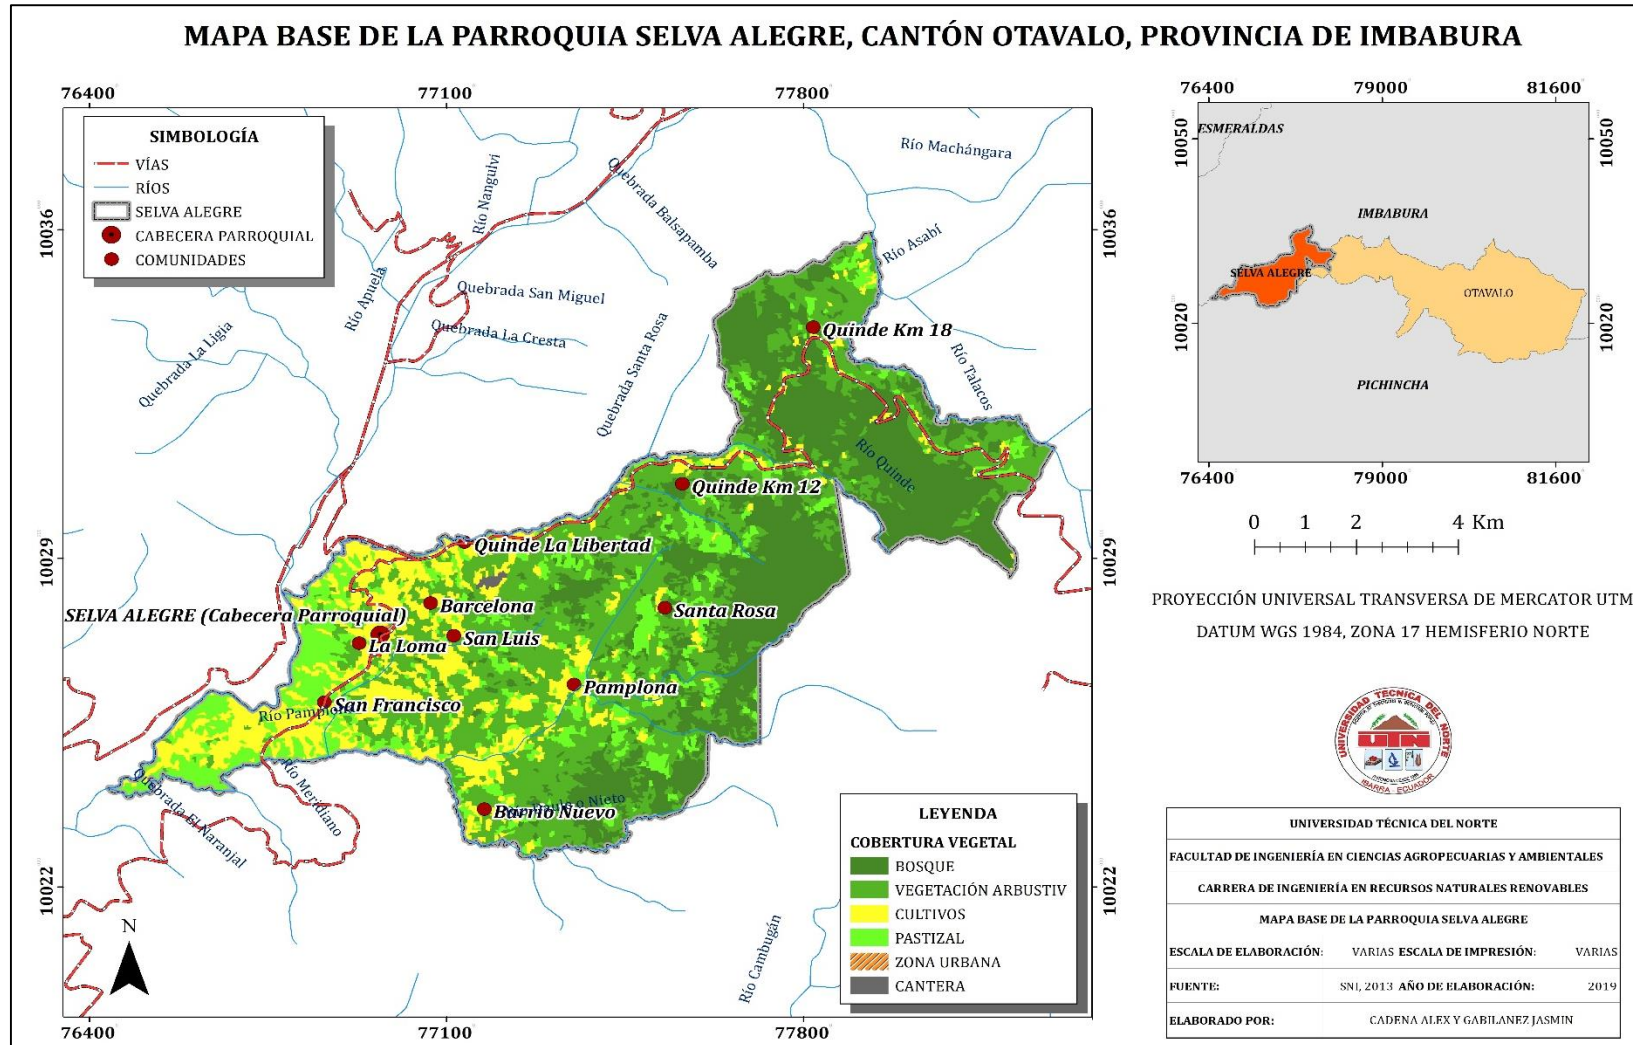 MAPA BASE DE LA PARROQUIA SELVA ALEGRE, CANTÓN OTAVALO, PROVINCIA DE IMBABURA
76400 77100 77800
SIMBOLOGÍA
VÍAS
RÍOS
SELVA ALEGRE
CABECERA PARROQUIAL
COMUNIDADES
10036
10029
10022
10036
10029
10022
Río Nangulví
Quebrada Balsapamba
Río Machángara
Río Asabí
Río Apuela
Quebrada San Miguel
Quebrada La Cresta
Quebrada La Ligia
Quebrada Santa Rosa
Quinde Km 18
Río Talacos
Río Quinde
Quinde Km 12
Quinde La Libertad
Barcelona
SELVA ALEGRE (Cabecera Parroquial)
La Loma
San Luis
Santa Rosa
Pamplona
San Francisco
Río Pamplona
Río Meridiano
Quebrada El Naranjal
Barrio Nuevo
o Nieto
Río Cambugán
N
LEYENDA
COBERTURA VEGETAL
BOSQUE
VEGETACIÓN ARBUSTIV
CULTIVOS
PASTIZAL
ZONA URBANA
CANTERA
76400 77100 77800
76400 79000 81600
10050
10020
10050
10020
ESMERALDAS
IMBABURA
SELVA ALEGRE
OTAVALO
PICHINCHA
76400 79000 81600
0 1 2 4 Km
PROYECCIÓN UNIVERSAL TRANSVERSA DE MERCATOR UTM
DATUM WGS 1984, ZONA 17 HEMISFERIO NORTE
UNIVERSIDAD TÉCNICA DEL NORTE
UTN
IBARRA - ECUADOR
UNIVERSIDAD TÉCNICA DEL NORTE
FACULTAD DE INGENIERÍA EN CIENCIAS AGROPECUARIAS Y AMBIENTALES
CARRERA DE INGENIERÍA EN RECURSOS NATURALES RENOVABLES
MAPA BASE DE LA PARROQUIA SELVA ALEGRE
ESCALA DE ELABORACIÓN: VARIAS ESCALA DE IMPRESIÓN: VARIAS
FUENTE: SNI, 2013 AÑO DE ELABORACIÓN: 2019
ELABORADO POR: CADENA ALEX Y GABILANEZ JASMIN